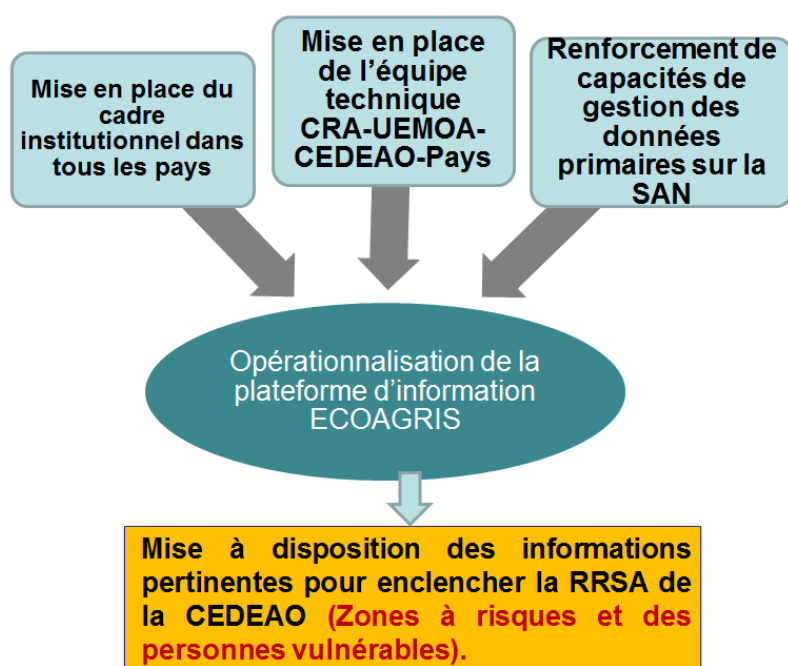 Mise en place du
cadre
institutionnel dans
tous les pays
Mise en place
de l’équipe
technique
CRA-UEMOA-
CEDEAO-Pays
Renforcement de
capacités de
gestion des
données
primaires sur la
SAN
Opérationnalisation de la
plateforme d’information
ECOAGRIS
Mise à disposition des informations
pertinentes pour enclencher la RRSA de
la CEDEAO (Zones à risques et des
personnes vulnérables).